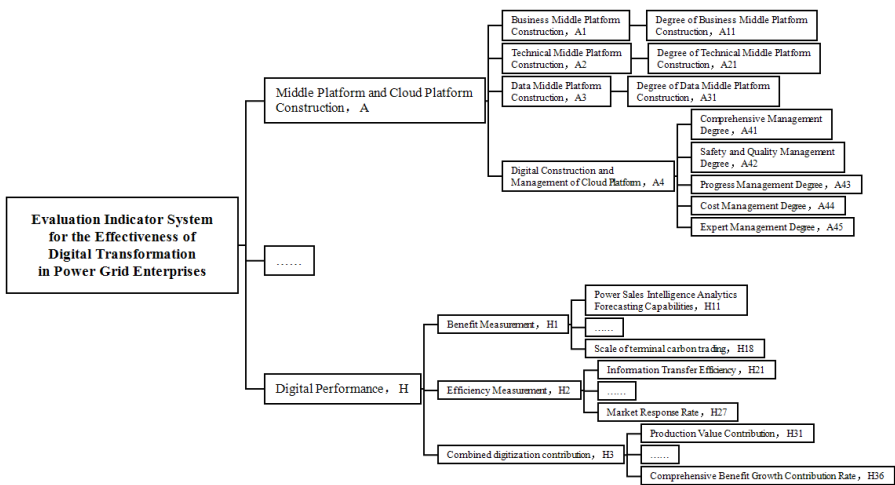 Evaluation Indicator System
for the Effectiveness of
Digital Transformation
in Power Grid Enterprises
Middle Platform and Cloud Platform
Construction, A
Business Middle Platform
Construction, A1
Degree of Business Middle Platform
Construction, A11
Technical Middle Platform
Construction, A2
Degree of Technical Middle Platform
Construction, A21
Data Middle Platform
Construction, A3
Degree of Data Middle Platform
Construction, A31
Digital Construction and
Management of Cloud Platform, A4
Comprehensive Management
Degree, A41
Safety and Quality Management
Degree, A42
Progress Management Degree, A43
Cost Management Degree, A44
Expert Management Degree, A45
……
Digital Performance, H
Benefit Measurement, H1
Power Sales Intelligence Analytics
Forecasting Capabilities, H11
……
Scale of terminal carbon trading, H18
Efficiency Measurement, H2
Information Transfer Efficiency, H21
……
Market Response Rate, H27
Combined digitization contribution, H3
Production Value Contribution, H31
……
Comprehensive Benefit Growth Contribution Rate, H36